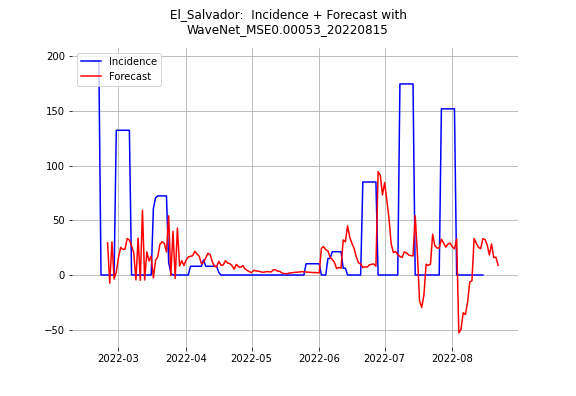 El_Salvador:  Incidence + Forecast with
WaveNet_MSE0.00053_20220815
Incidence
Forecast
200
150
100
50
0
−50
2022-03 2022-04 2022-05 2022-06 2022-07 2022-08